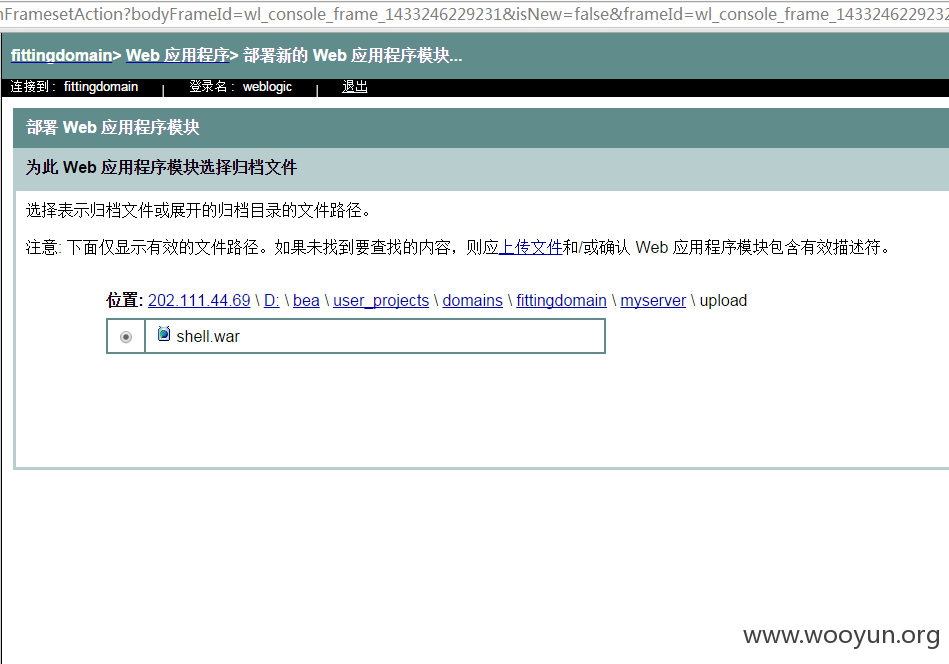 nFramesetAction?bodyFrameId=wl_console_frame_1433246229231&isNew=false&frameId=wl_console_frame_1433246229232
fittingdomain> Web 应用程序> 部署新的 Web 应用程序模块...
连接到 : fittingdomain | 登录名 : weblogic | 退出
部署 Web 应用程序模块
为此 Web 应用程序模块选择归档文件
选择表示归档文件或展开的归档目录的文件路径。
注意: 下面仅显示有效的文件路径。如果未找到要查找的内容，则应上传文件和/或确认 Web 应用程序模块包含有效描述符。
位置: 202.111.44.69 \ D: \ bea \ user_projects \ domains \ fittingdomain \ myserver \ upload
shell.war
www.wooyun.org